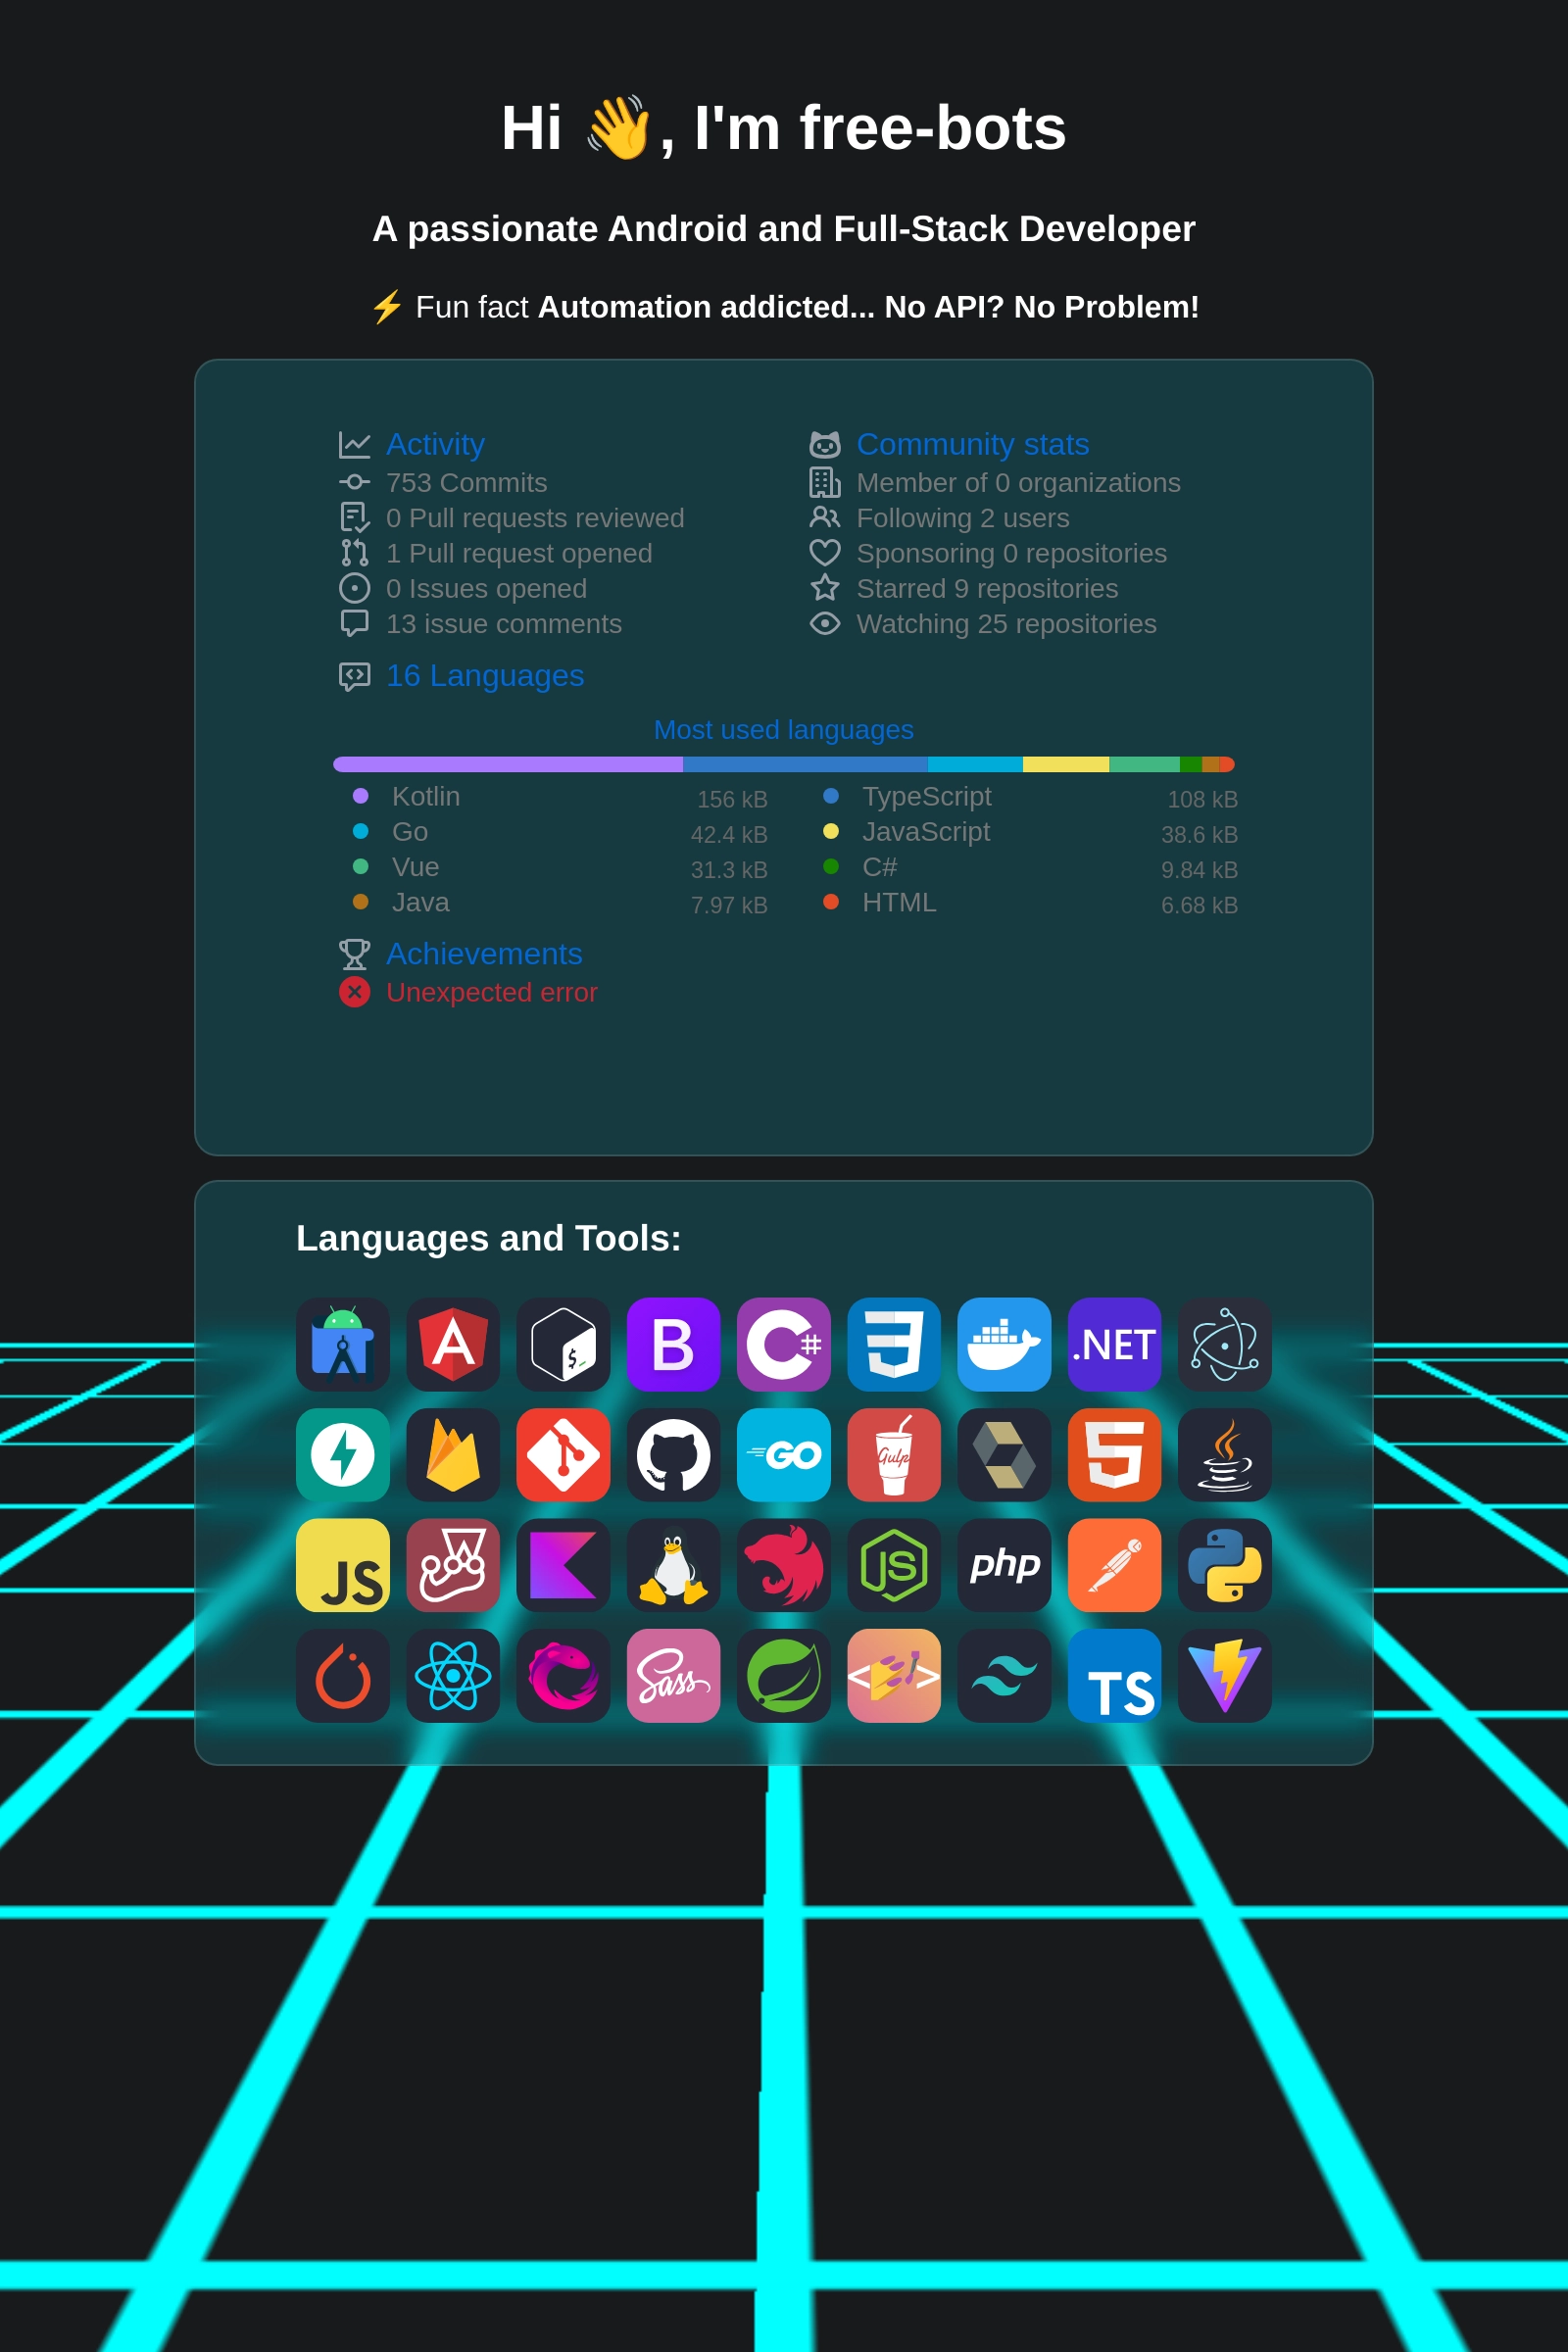 Hi 👋, I'm free-bots
A passionate Android and Full-Stack Developer
⚡ Fun fact Automation addicted... No API? No Problem!
Activity
753 Commits
0 Pull requests reviewed
1 Pull request opened
0 Issues opened
13 issue comments
Community stats
Member of 0 organizations
Following 2 users
Sponsoring 0 repositories
Starred 9 repositories
Watching 25 repositories
16 Languages
Most used languages
Kotlin 156 kB
TypeScript 108 kB
Go 42.4 kB
JavaScript 38.6 kB
Vue 31.3 kB
C# 9.84 kB
Java 7.97 kB
HTML 6.68 kB
Achievements
Unexpected error
Languages and Tools:
A $ B C# 3 .NET
GO Gulp 5
JS JS php
Sass < > TS